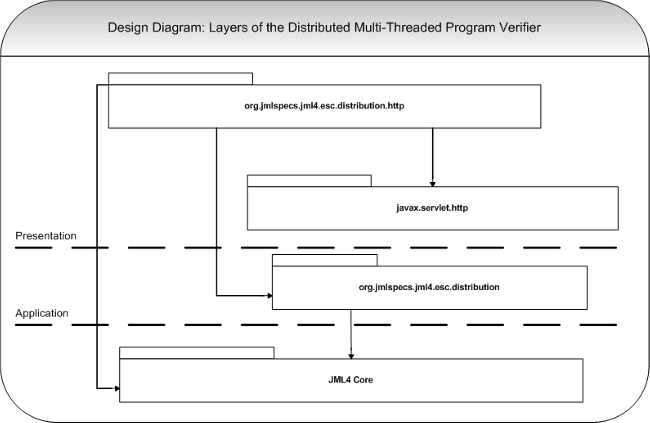 Design Diagram: Layers of the Distributed Multi-Threaded Program Verifier
org.jmlspecs.jml4.esc.distribution.http
javax.servlet.http
Presentation
org.jmlspecs.jml4.esc.distribution
Application
JML4 Core